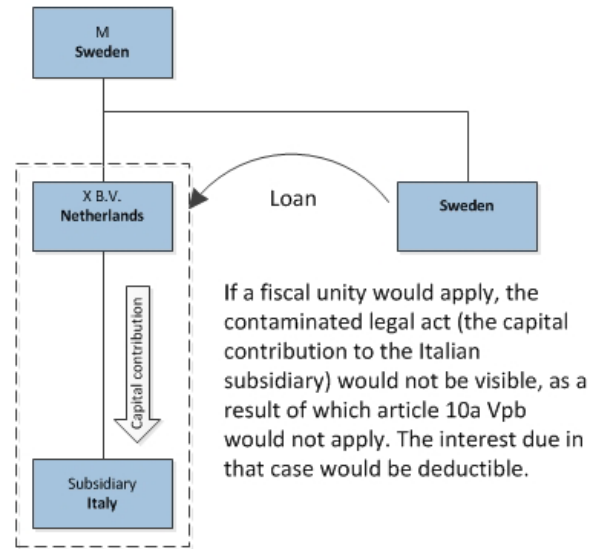 M
Sweden
X B.V.
Netherlands
Loan
Sweden
Capital contribution
If a fiscal unity would apply, the
contaminated legal act (the capital
contribution to the Italian
subsidiary) would not be visible, as a
result of which article 10a Vpb
would not apply. The interest due in
that case would be deductible.
Subsidiary
Italy